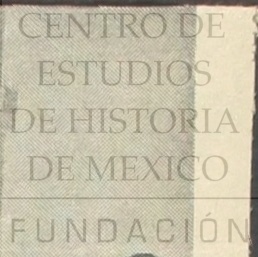 CENTRO DE
ESTUDIOS
DE HISTORIA
DE MEXICO
FUNDACIÓN